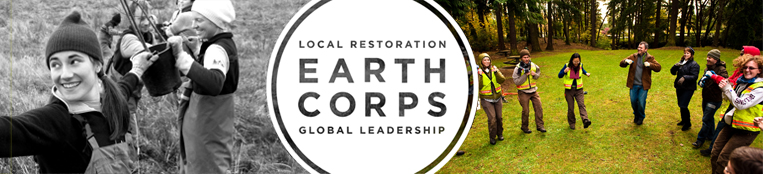 LOCAL RESTORATION
EARTH
CORPS
GLOBAL LEADERSHIP